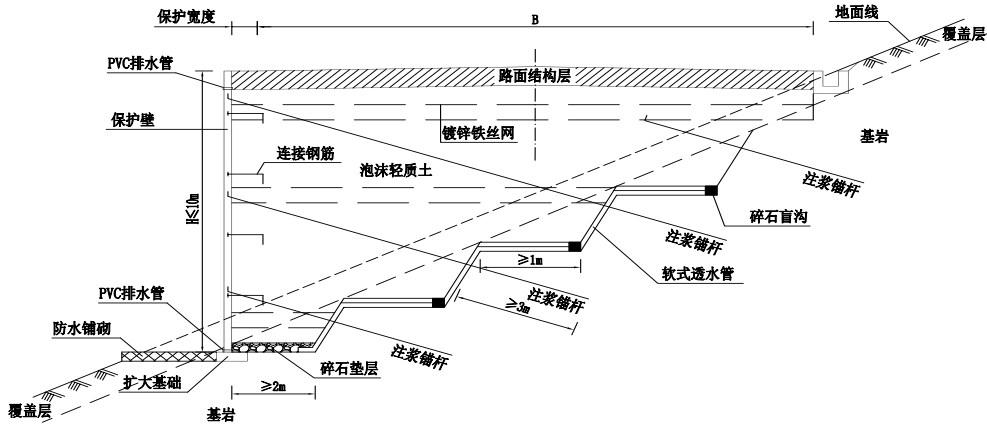 保护宽度
B
地面线
覆盖层
PVC排水管
路面结构层
保护壁
镀锌铁丝网
基岩
连接钢筋
泡沫轻质土
注浆锚杆
H≤10m
碎石盲沟
注浆锚杆
≥1m
软式透水管
PVC排水管
注浆锚杆
≥3m
防水铺砌
注浆锚杆
碎石垫层
扩大基础
≥2m
覆盖层
基岩